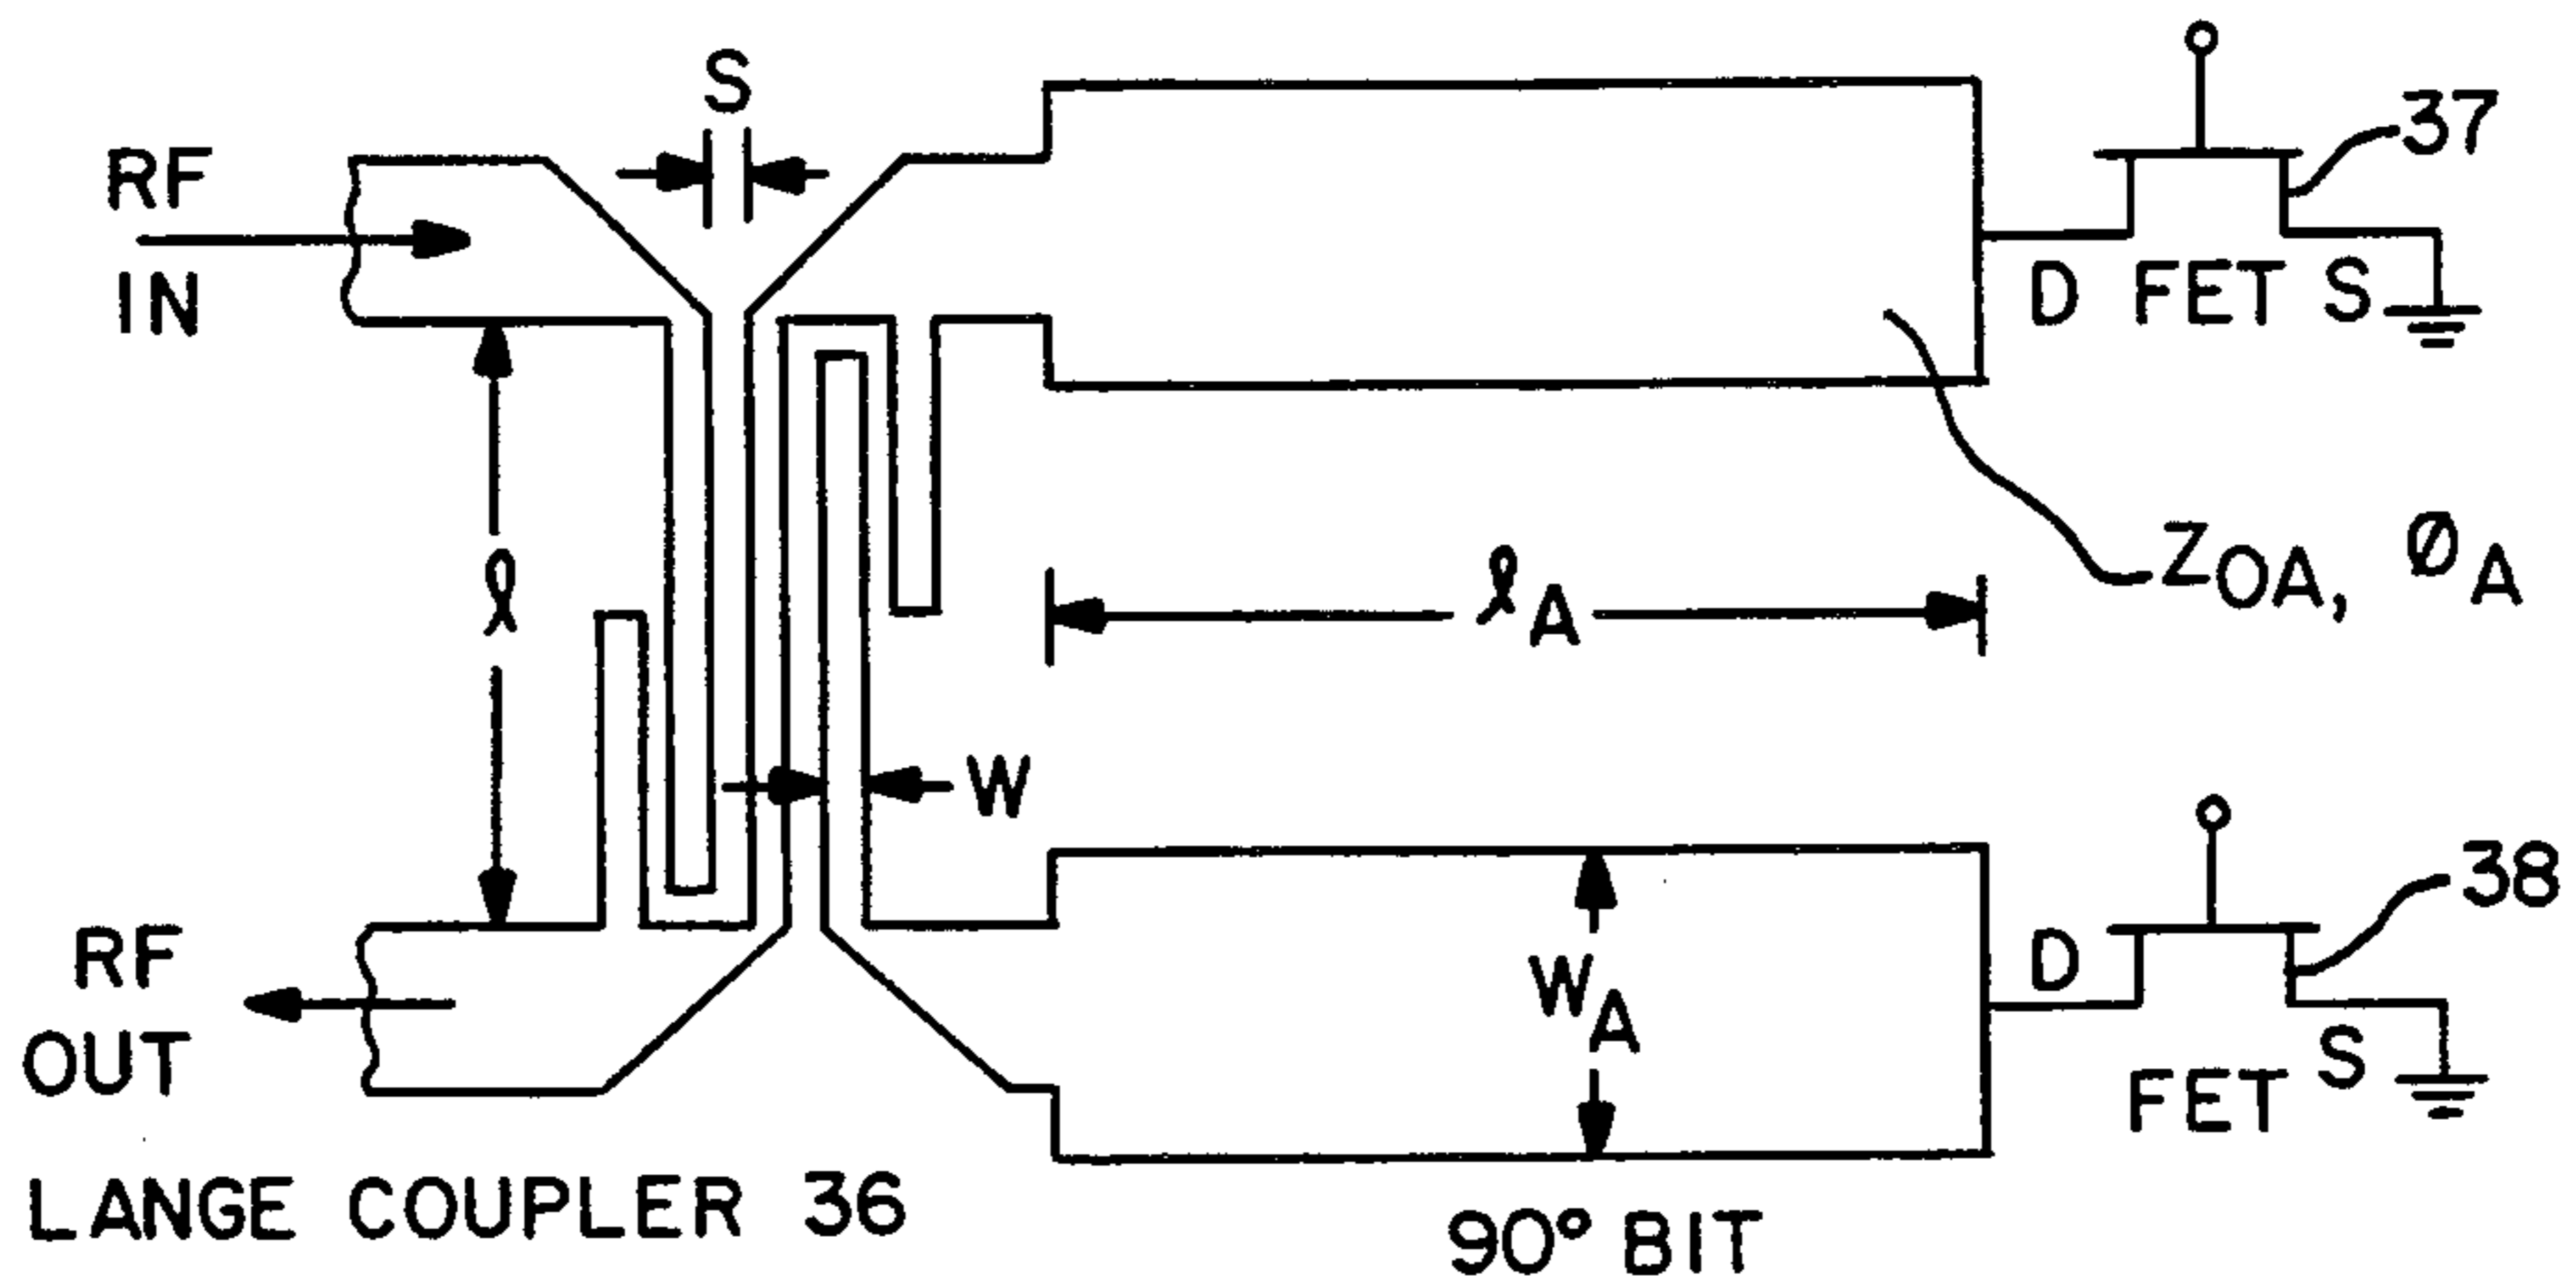 S
RF
IN
37
D FET S
ℓ
ℓA
ZOA, ØA
W
RF
OUT
WA
D
38
S
FET
LANGE COUPLER 36
90° BIT